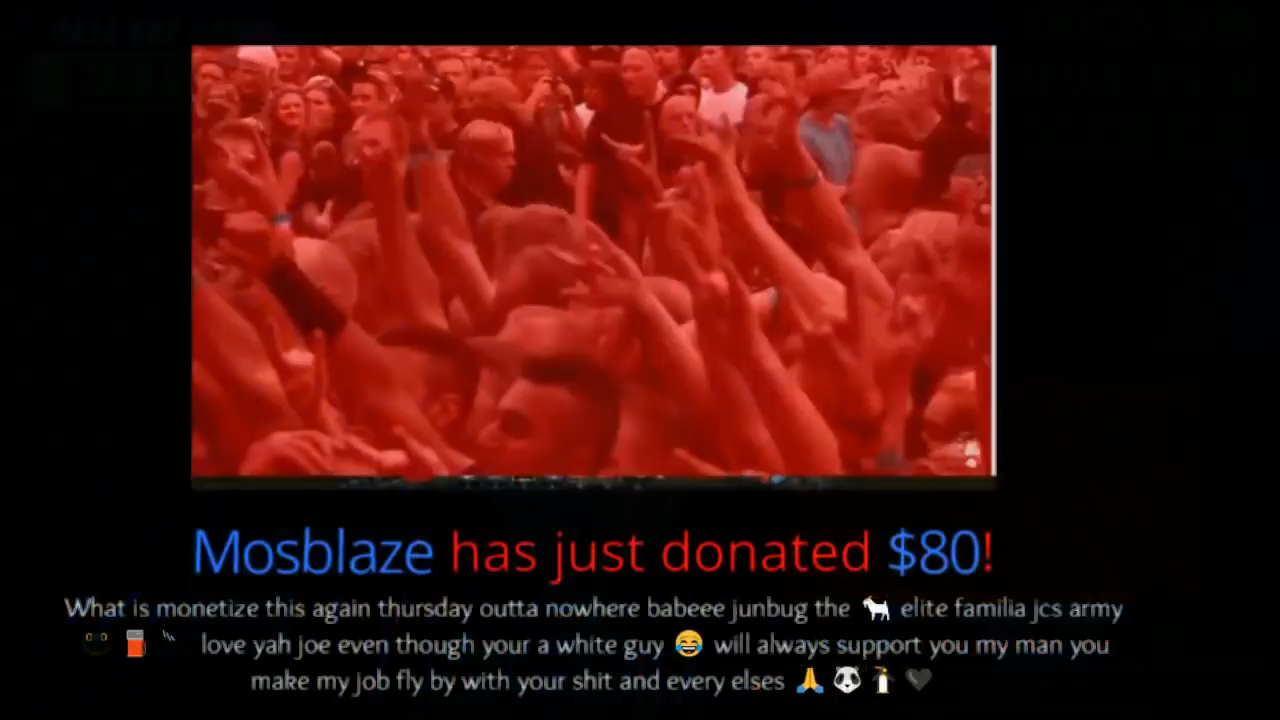 Mosblaze has just donated $80!
What is monetize this again thursday outta nowhere babeee junbug the 🐐 elite familia jcs army
love yah joe even though your a white guy 😂 will always support you my man you
make my job fly by with your shit and every elses 🙏 🐼 🖤